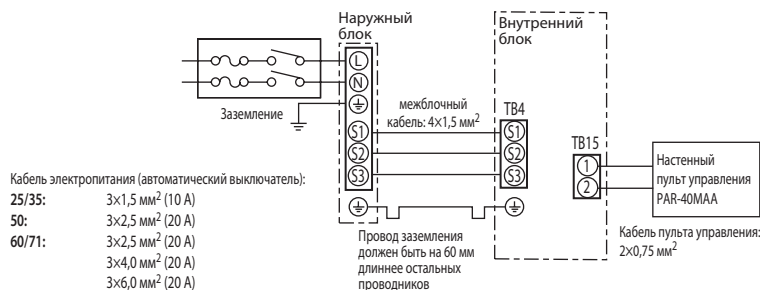 Наружный
блок
Внутренний
блок
L
N
Заземление
межблочный
кабель: 4×1,5 мм²
TB4
S1
S2
S3
S1
S2
S3
TB15
1
2
Настенный
пульт управления
PAR-40MAA
Кабель пульта управления:
2×0,75 мм²
Кабель электропитания (автоматический выключатель):
25/35: 3×1,5 мм² (10 А)
50: 3×2,5 мм² (20 А)
60/71: 3×2,5 мм² (20 А)
3×4,0 мм² (20 А)
3×6,0 мм² (20 А)
Провод заземления
должен быть на 60 мм
длиннее остальных
проводников